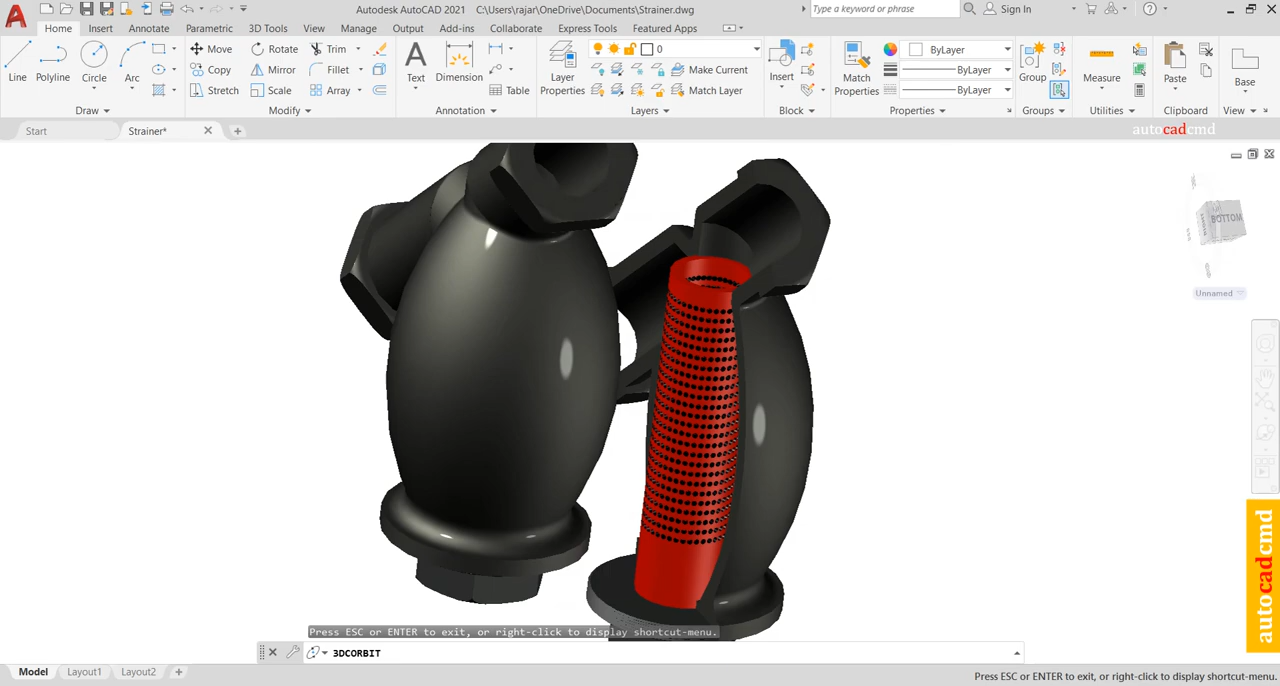 Autodesk AutoCAD 2021 C:\Users\rajar\OneDrive\Documents\Strainer.dwg
Type a keyword or phrase
Sign In
Home Insert Annotate Parametric 3D Tools View Manage Output Add-ins Collaborate Express Tools Featured Apps
Line Polyline Circle Arc
Move Rotate Trim
Copy Mirror Fillet
Stretch Scale Array
Text Dimension
Table
Layer Properties
0
Make Current
Match Layer
Insert
Match Properties
ByLayer
ByLayer
ByLayer
Group
Measure
Paste
Base
Draw Modify Annotation Layers Block Properties Groups Utilities Clipboard View
Start Strainer*
autocadcmd
BOTTOM
Unnamed
autocadcmd
Press ESC or ENTER to exit, or right-click to display shortcut-menu.
3DCORBIT
Model Layout1 Layout2
Press ESC or ENTER to exit, or right-click to display shortcut-menu.